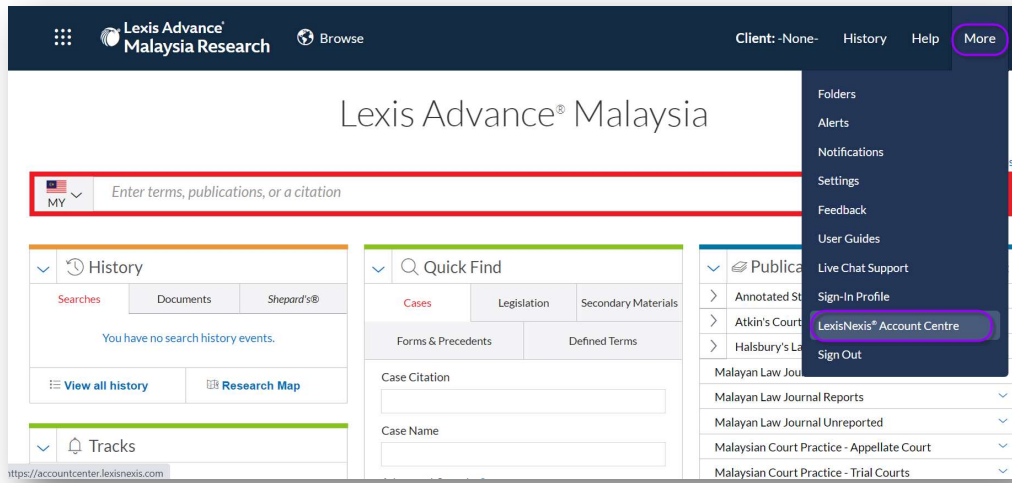 Lexis Advance®
Malaysia Research
Browse
Client: -None-
History
Help
More
Lexis Advance® Malaysia
Folders
Alerts
Notifications
Settings
Feedback
User Guides
Live Chat Support
Sign-In Profile
LexisNexis® Account Centre
Sign Out
MY
Enter terms, publications, or a citation
History
Searches
Documents
Shepard's®
You have no search history events.
View all history
Research Map
Tracks
Quick Find
Cases
Legislation
Secondary Materials
Forms & Precedents
Defined Terms
Case Citation
Case Name
Publica
Annotated St
Atkin's Court
Halsbury's La
Malayan Law Jou
Malayan Law Journal Reports
Malayan Law Journal Unreported
Malaysian Court Practice - Appellate Court
Malaysian Court Practice - Trial Courts
https://accountcenter.lexisnexis.com